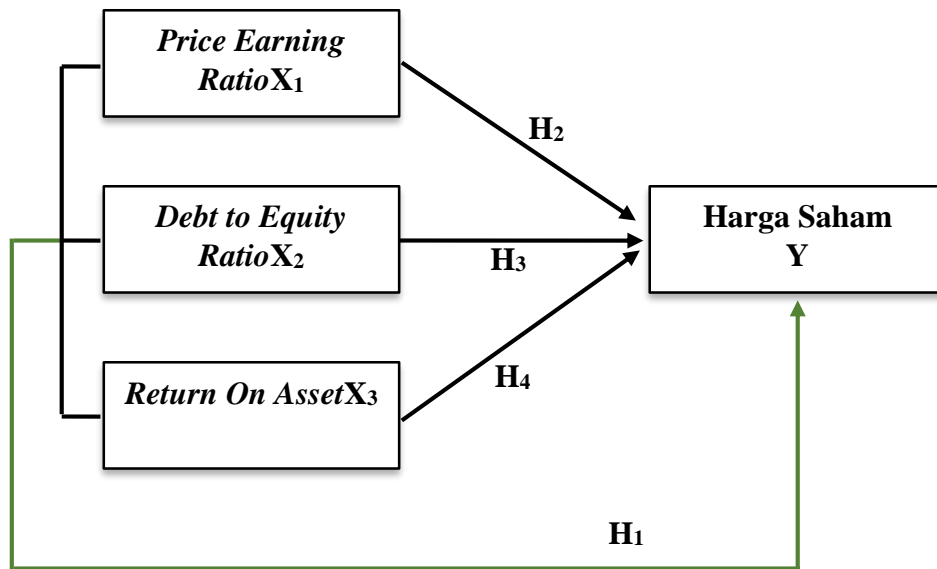 Price Earning
RatioX₁
H₂
Debt to Equity
RatioX₂
Harga Saham
Y
H₃
Return On AssetX₃
H₄
H₁